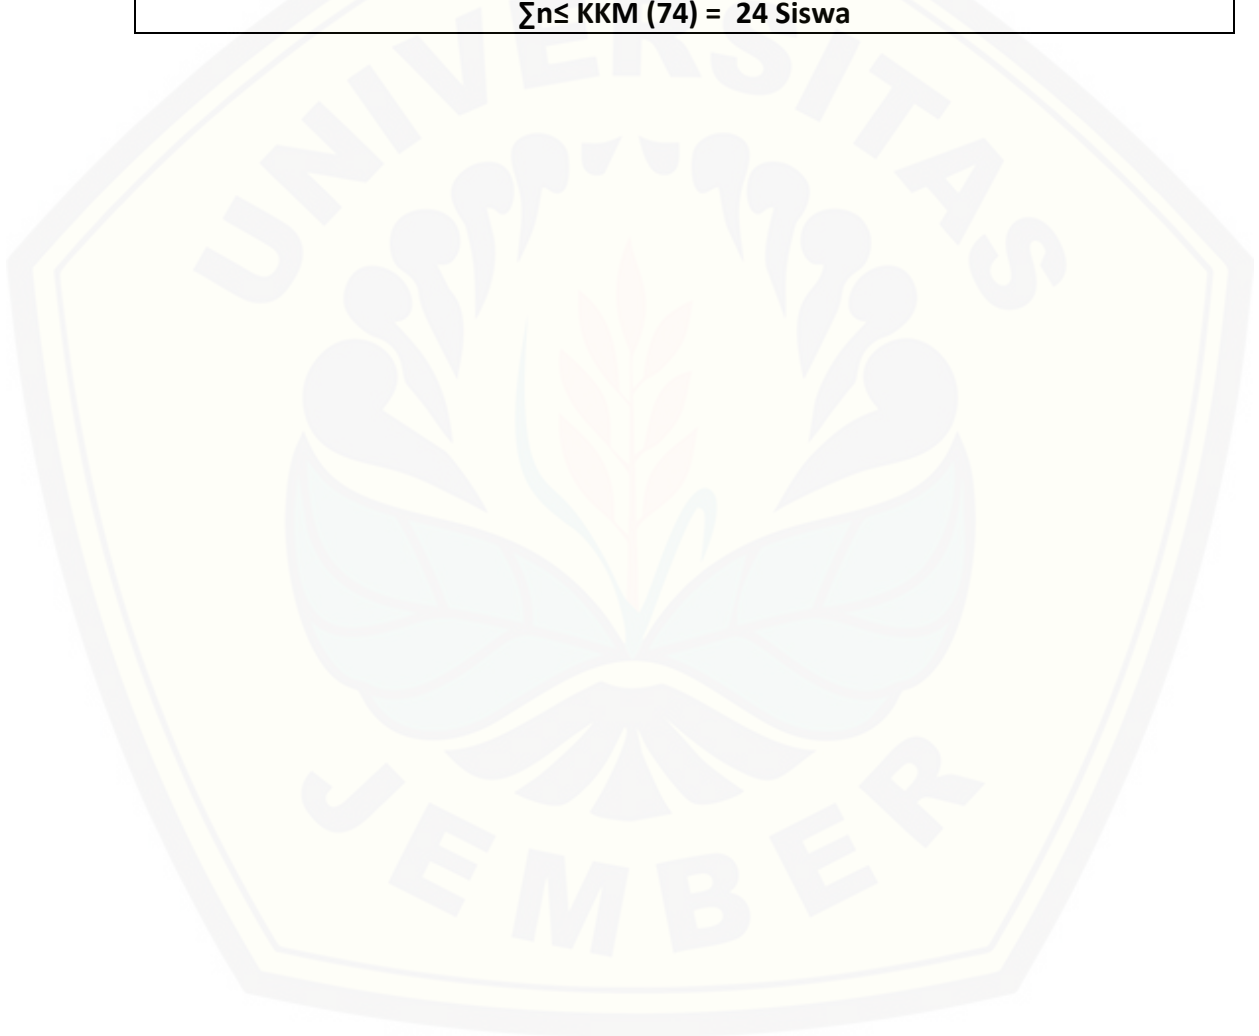 ∑n≤ KKM (74) =  24 Siswa
UNIVERSITAS
JEMBER